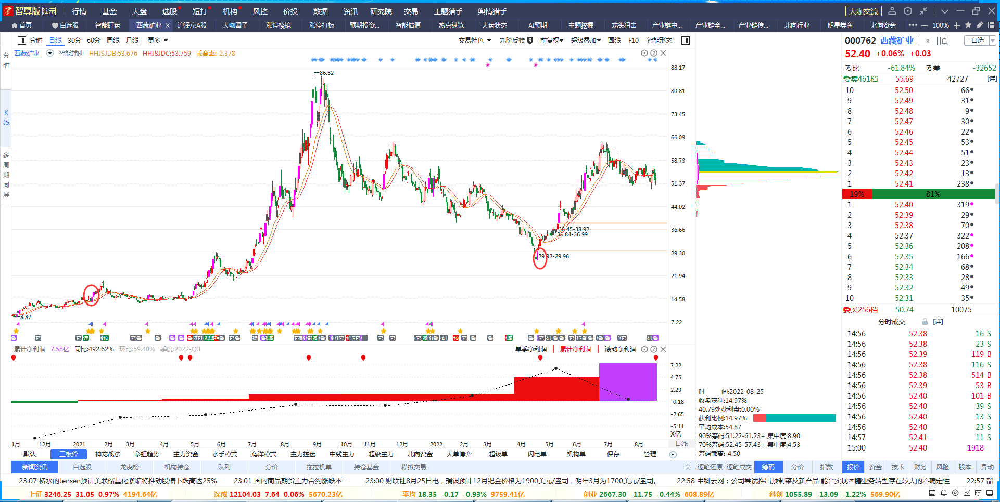 智尊版 演示 行情 基金 大盘 选股 短打 机构 风控 价投 数据 资讯 研究院 交易 主题猎手 舆情猎手 大咖交流
首页 自选股 智能盯盘 西藏矿业 × 沪深京A股 大咖圈子 涨停棱镜 涨停打板 预期投资... 智能估值 热点纵览 大盘状态 AI预期 主题挖掘 龙头狙击 产业链中... 产业链全... 产业链传... 北向行业 明星券商 北向资金 ••• — 100% +
分时 日线 30分 60分 周线 月线 更多 交易特色 九阶反转 9 前复权 超级叠加 画线 F10 智能形态
西藏矿业 智能辅助 HHJSJDB:53.676 HHJSJDC:53.759 乖离率:-2.378
分时
K线
多周期同屏
86.52
38.45-38.92
36.84-36.99
29.92-29.96
8.87
88.17
80.81
73.45
66.09
58.73
51.37
44.02
36.66
29.30
21.94
14.58
7.22
累计净利润 7.58亿 同比:492.62% 环比:59.40% 季度:2022-Q3 单季净利润 累计净利润 滚动净利润
7.22
4.75
2.29
-0.18
-2.65
-5.11
X亿
1月 12月 2021 2月 3月 4月 5月 6月 7月 8月 9月 10月 11月 12月 2022 2月 3月 4月 5月 6月 7月 8月 日线
默认 三板斧 神龙战法 彩虹趋势 主力资金 水手模式 海洋模式 主力控盘 中线主力 超级主力 北向资金 大单博弈 超级单 闪电单 机构单 保存 管理
新闻资讯 自选股 龙虎榜 机构持仓 队列 分价 拖拉机单 持仓基金 模拟交易
时 间:2022-08-25
收盘获利:14.97%
40.79处获利盘:0.00%
获利比例:14.97%
平均成本:54.87
90%筹码:51.22-61.23+ 集中度:8.90
70%筹码:52.45-57.43+ 集中度:4.53
筹码乖离:-4.50
逐笔还原 逐笔成交 筹码 分价 指数
000762 西藏矿业 R -自选
52.40 +0.06% +0.03
委比 -61.84% 委差 -32652
委卖461档 55.69 42727 [详]
10 52.50 66
9 52.49 31
8 52.48 9
7 52.47 30
6 52.46 22
5 52.45 53
4 52.44 51
3 52.43 23
2 52.42 13
1 52.41 238
19% 81%
1 52.40 319
2 52.39 29
3 52.38 70
4 52.37 322
5 52.36 208
6 52.35 166
7 52.34 68
8 52.33 28
9 52.32 49
10 52.31 35
委买256档 50.74 10075
分时成交 [详]
14:56 52.38 16 S
14:56 52.38 23 S
14:56 52.39 119 B
14:56 52.38 116 S
14:56 52.38 514 B
14:56 52.39 53 B
14:56 52.40 101 B
14:56 52.40 39 S
14:56 52.40 13 S
14:56 52.40 23 S
14:57 52.41 11 S
15:00 52.40 1918
报价 资金 技术 财务 风险 股本 异动
23:07 桥水的Jensen预计美联储量化紧缩将推动股债下跌高达25% 23:01 国内商品期货主力合约涨跌不一 23:00 财联社8月25日电，瑞银预计12月钯金价格为1900美元/盎司，明年3月为1700美元/盎司。 22:58 中科云网：公司尝试推出预制菜及新产品 能否实现团膳业务转型存在较大的不确定性 22:57 韶
上证 3246.25 31.05 0.97% 4194.64亿 深成 12104.03 7.64 0.06% 5670.23亿 平均 18.35 -0.17 -0.93% 9759.41亿 创业 2667.30 -11.75 -0.44% 608.89亿 科创 1055.89 -13.09 -1.22% 569.90亿